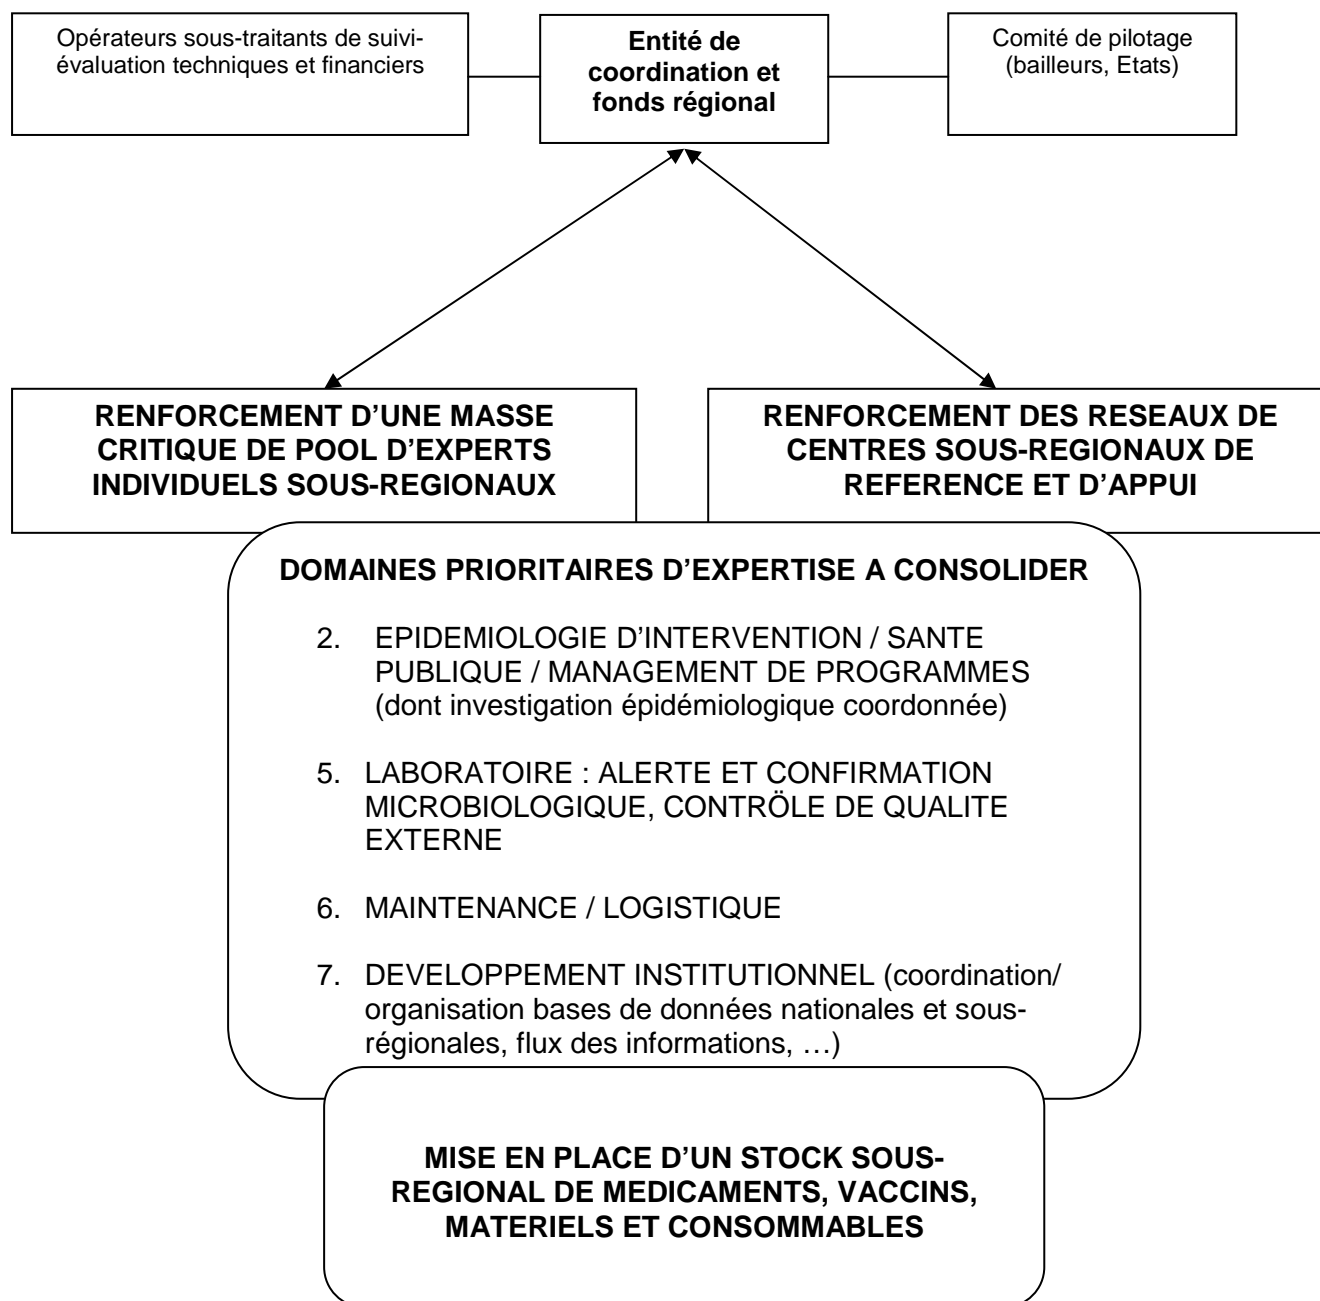 Opérateurs sous-traitants de suivi-
évaluation techniques et financiers
Entité de
coordination et
fonds régional
Comité de pilotage
(bailleurs, Etats)
RENFORCEMENT D’UNE MASSE
CRITIQUE DE POOL D’EXPERTS
INDIVIDUELS SOUS-REGIONAUX
RENFORCEMENT DES RESEAUX DE
CENTRES SOUS-REGIONAUX DE
REFERENCE ET D’APPUI
DOMAINES PRIORITAIRES D’EXPERTISE A CONSOLIDER
2. EPIDEMIOLOGIE D’INTERVENTION / SANTE
PUBLIQUE / MANAGEMENT DE PROGRAMMES
(dont investigation épidémiologique coordonnée)
5. LABORATOIRE : ALERTE ET CONFIRMATION
MICROBIOLOGIQUE, CONTRÖLE DE QUALITE
EXTERNE
6. MAINTENANCE / LOGISTIQUE
7. DEVELOPPEMENT INSTITUTIONNEL (coordination/
organisation bases de données nationales et sous-
régionales, flux des informations, …)
MISE EN PLACE D’UN STOCK SOUS-
REGIONAL DE MEDICAMENTS, VACCINS,
MATERIELS ET CONSOMMABLES